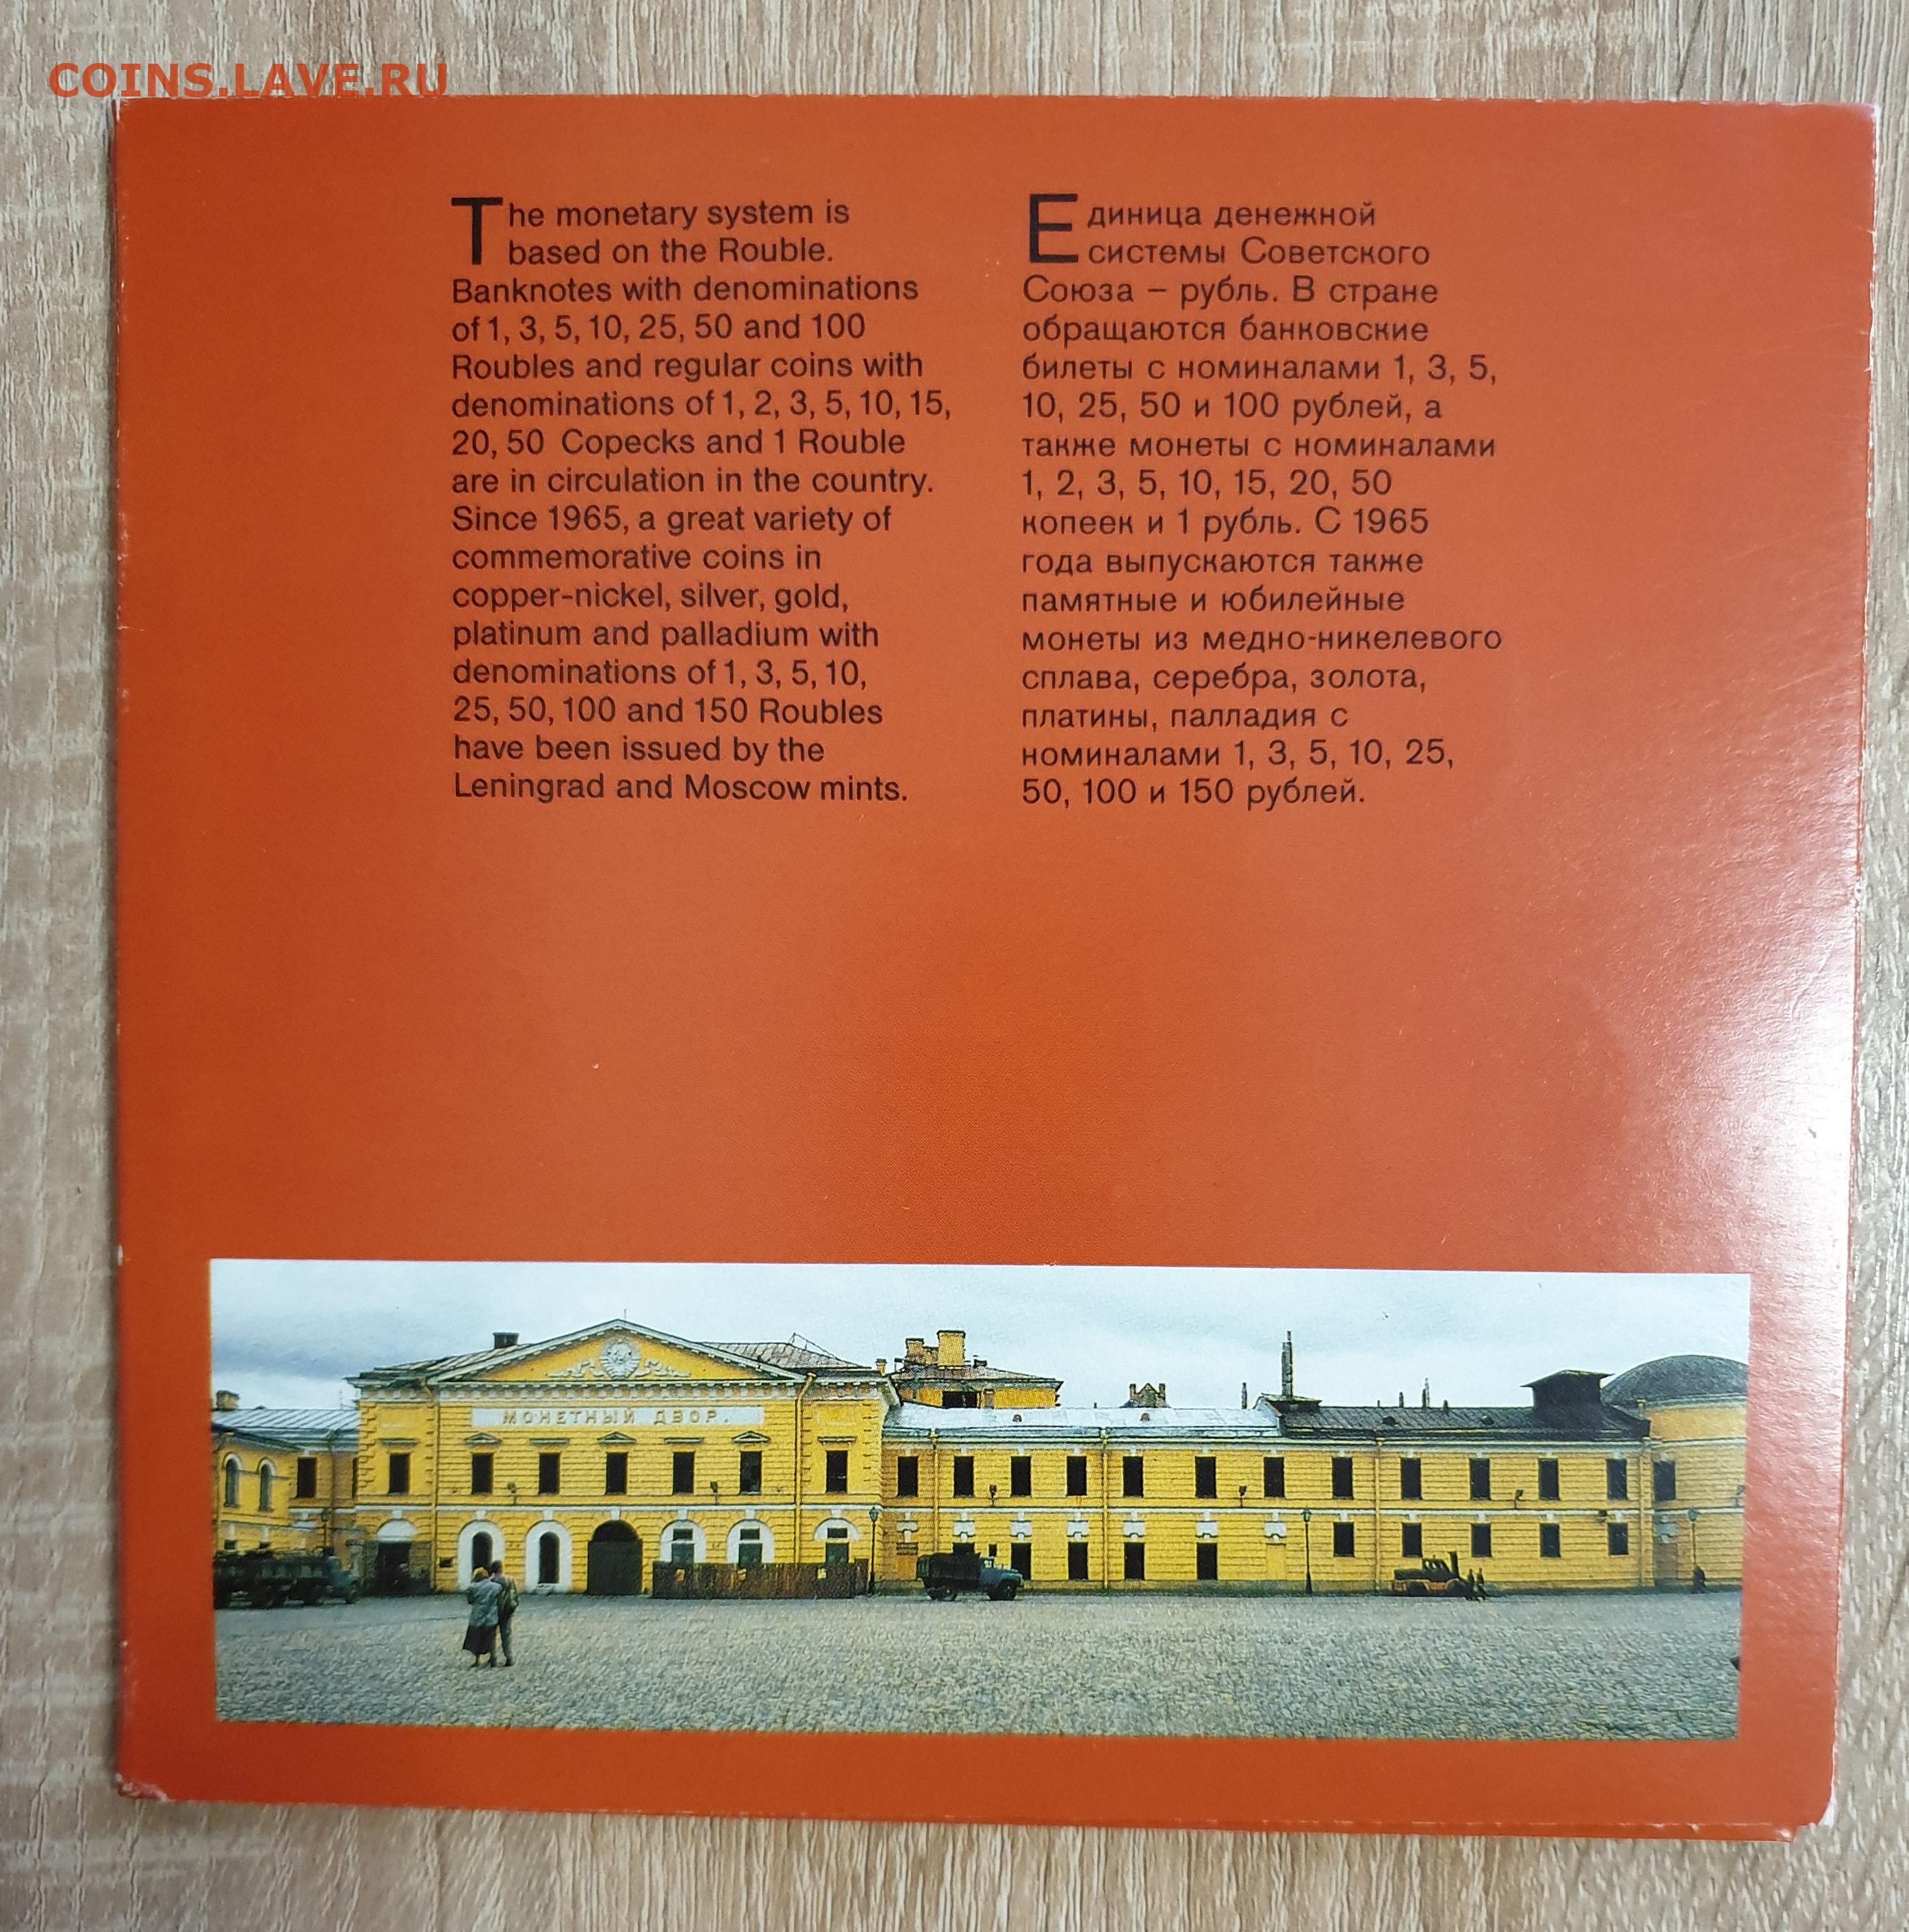 COINS.LAVE.RU
The monetary system is
based on the Rouble.
Banknotes with denominations
of 1, 3, 5, 10, 25, 50 and 100
Roubles and regular coins with
denominations of 1, 2, 3, 5, 10, 15,
20, 50 Copecks and 1 Rouble
are in circulation in the country.
Since 1965, a great variety of
commemorative coins in
copper-nickel, silver, gold,
platinum and palladium with
denominations of 1, 3, 5, 10,
25, 50, 100 and 150 Roubles
have been issued by the
Leningrad and Moscow mints.
Единица денежной
системы Советского
Союза – рубль. В стране
обращаются банковские
билеты с номиналами 1, 3, 5,
10, 25, 50 и 100 рублей, а
также монеты с номиналами
1, 2, 3, 5, 10, 15, 20, 50
копеек и 1 рубль. С 1965
года выпускаются также
памятные и юбилейные
монеты из медно-никелевого
сплава, серебра, золота,
платины, палладия с
номиналами 1, 3, 5, 10, 25,
50, 100 и 150 рублей.
МОНЕТНЫЙ ДВОР.